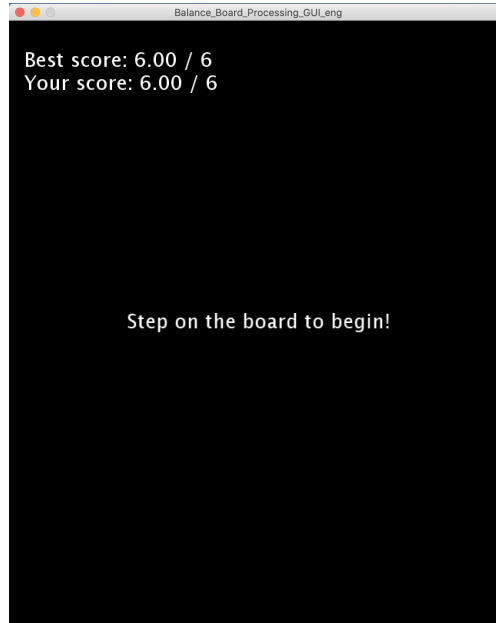 Balance_Board_Processing_GUI_eng
Best score: 6.00 / 6
Your score: 6.00 / 6
Step on the board to begin!